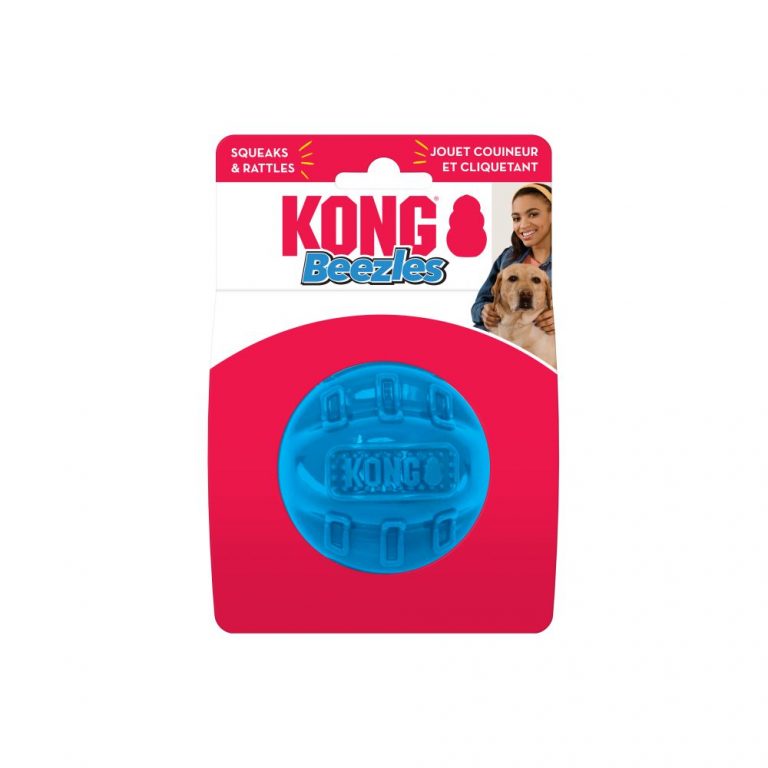 SQUEAKS
& RATTLES
JOUET COUINEUR
ET CLIQUETANT
KONG®
Beezles
KONG